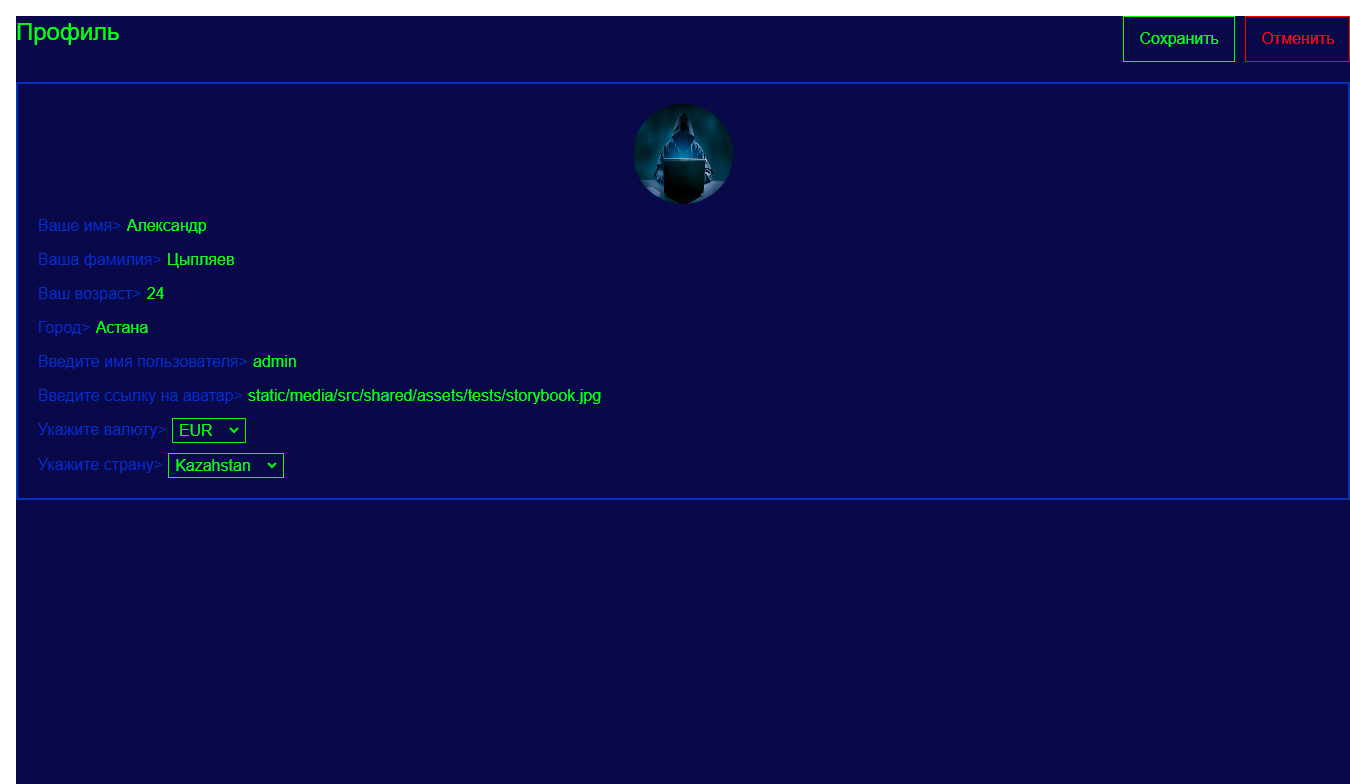 Профиль
Сохранить
Отменить
Ваше имя> Александр
Ваша фамилия> Цыпляев
Ваш возраст> 24
Город> Астана
Введите имя пользователя> admin
Введите ссылку на аватар> static/media/src/shared/assets/tests/storybook.jpg
Укажите валюту> EUR
Укажите страну> Kazahstan